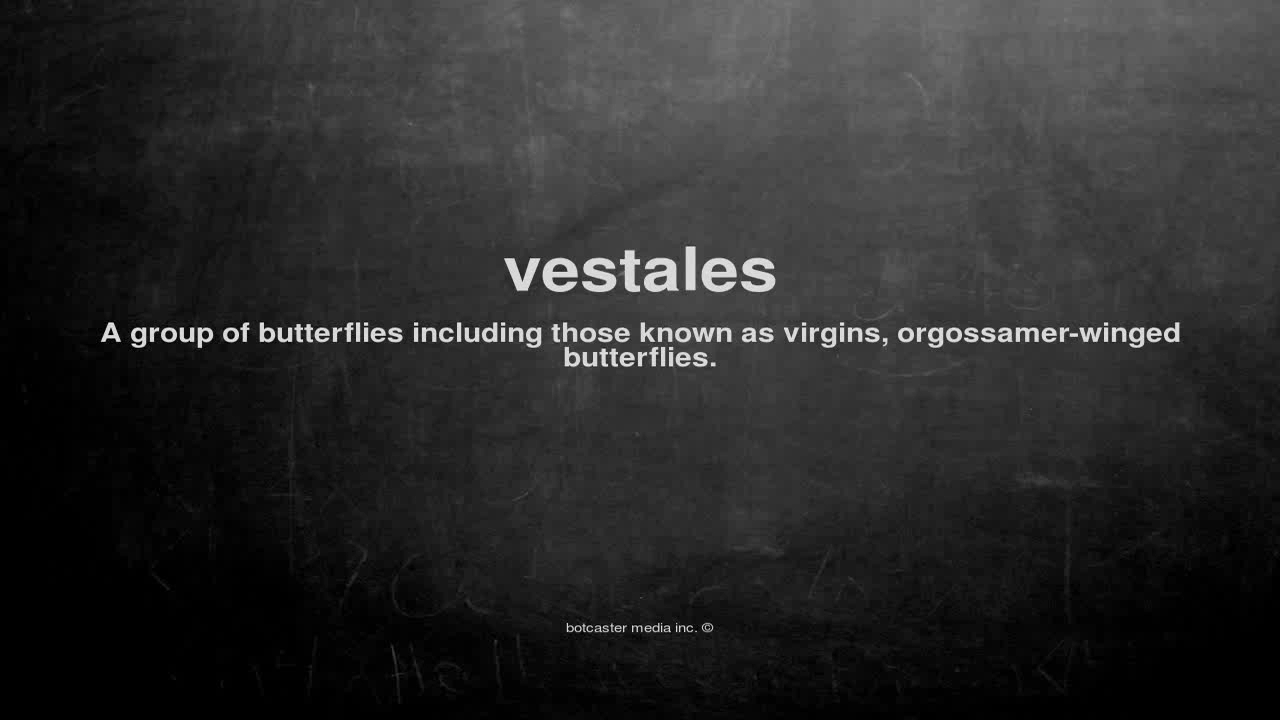 vestales
A group of butterflies including those known as virgins, orgossamer-winged
butterflies.
botcaster media inc. ©